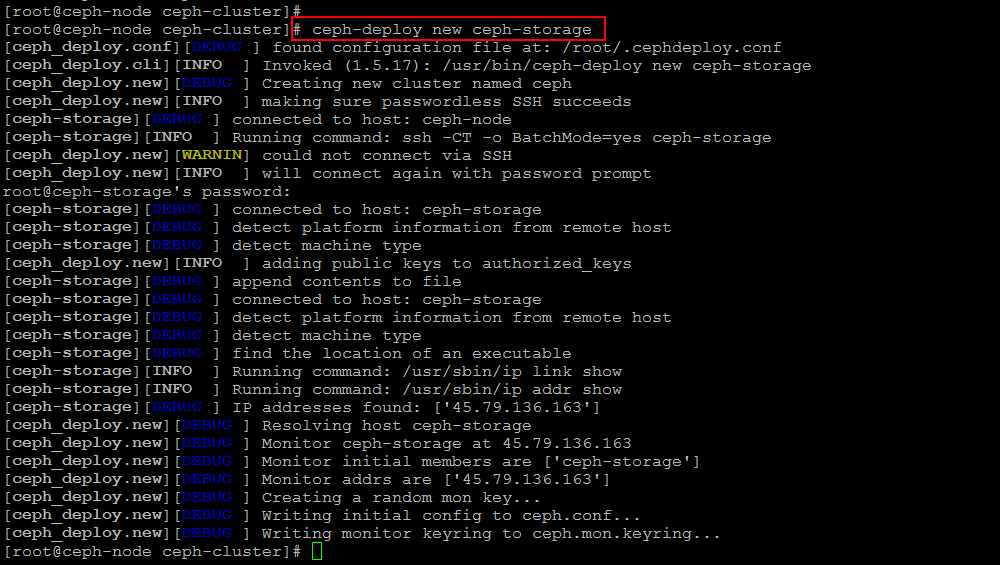 [root@ceph-node ceph-cluster]#
[root@ceph-node ceph-cluster]# ceph-deploy new ceph-storage
[ceph_deploy.conf][DEBUG ] found configuration file at: /root/.cephdeploy.conf
[ceph_deploy.cli][INFO  ] Invoked (1.5.17): /usr/bin/ceph-deploy new ceph-storage
[ceph_deploy.new][DEBUG ] Creating new cluster named ceph
[ceph_deploy.new][INFO  ] making sure passwordless SSH succeeds
[ceph-storage][DEBUG ] connected to host: ceph-node
[ceph-storage][INFO  ] Running command: ssh -CT -o BatchMode=yes ceph-storage
[ceph_deploy.new][WARNIN] could not connect via SSH
[ceph_deploy.new][INFO  ] will connect again with password prompt
root@ceph-storage's password:
[ceph-storage][DEBUG ] connected to host: ceph-storage
[ceph-storage][DEBUG ] detect platform information from remote host
[ceph-storage][DEBUG ] detect machine type
[ceph_deploy.new][INFO  ] adding public keys to authorized_keys
[ceph-storage][DEBUG ] append contents to file
[ceph-storage][DEBUG ] connected to host: ceph-storage
[ceph-storage][DEBUG ] detect platform information from remote host
[ceph-storage][DEBUG ] detect machine type
[ceph-storage][DEBUG ] find the location of an executable
[ceph-storage][INFO  ] Running command: /usr/sbin/ip link show
[ceph-storage][INFO  ] Running command: /usr/sbin/ip addr show
[ceph-storage][DEBUG ] IP addresses found: ['45.79.136.163']
[ceph_deploy.new][DEBUG ] Resolving host ceph-storage
[ceph_deploy.new][DEBUG ] Monitor ceph-storage at 45.79.136.163
[ceph_deploy.new][DEBUG ] Monitor initial members are ['ceph-storage']
[ceph_deploy.new][DEBUG ] Monitor addrs are ['45.79.136.163']
[ceph_deploy.new][DEBUG ] Creating a random mon key...
[ceph_deploy.new][DEBUG ] Writing initial config to ceph.conf...
[ceph_deploy.new][DEBUG ] Writing monitor keyring to ceph.mon.keyring...
[root@ceph-node ceph-cluster]#